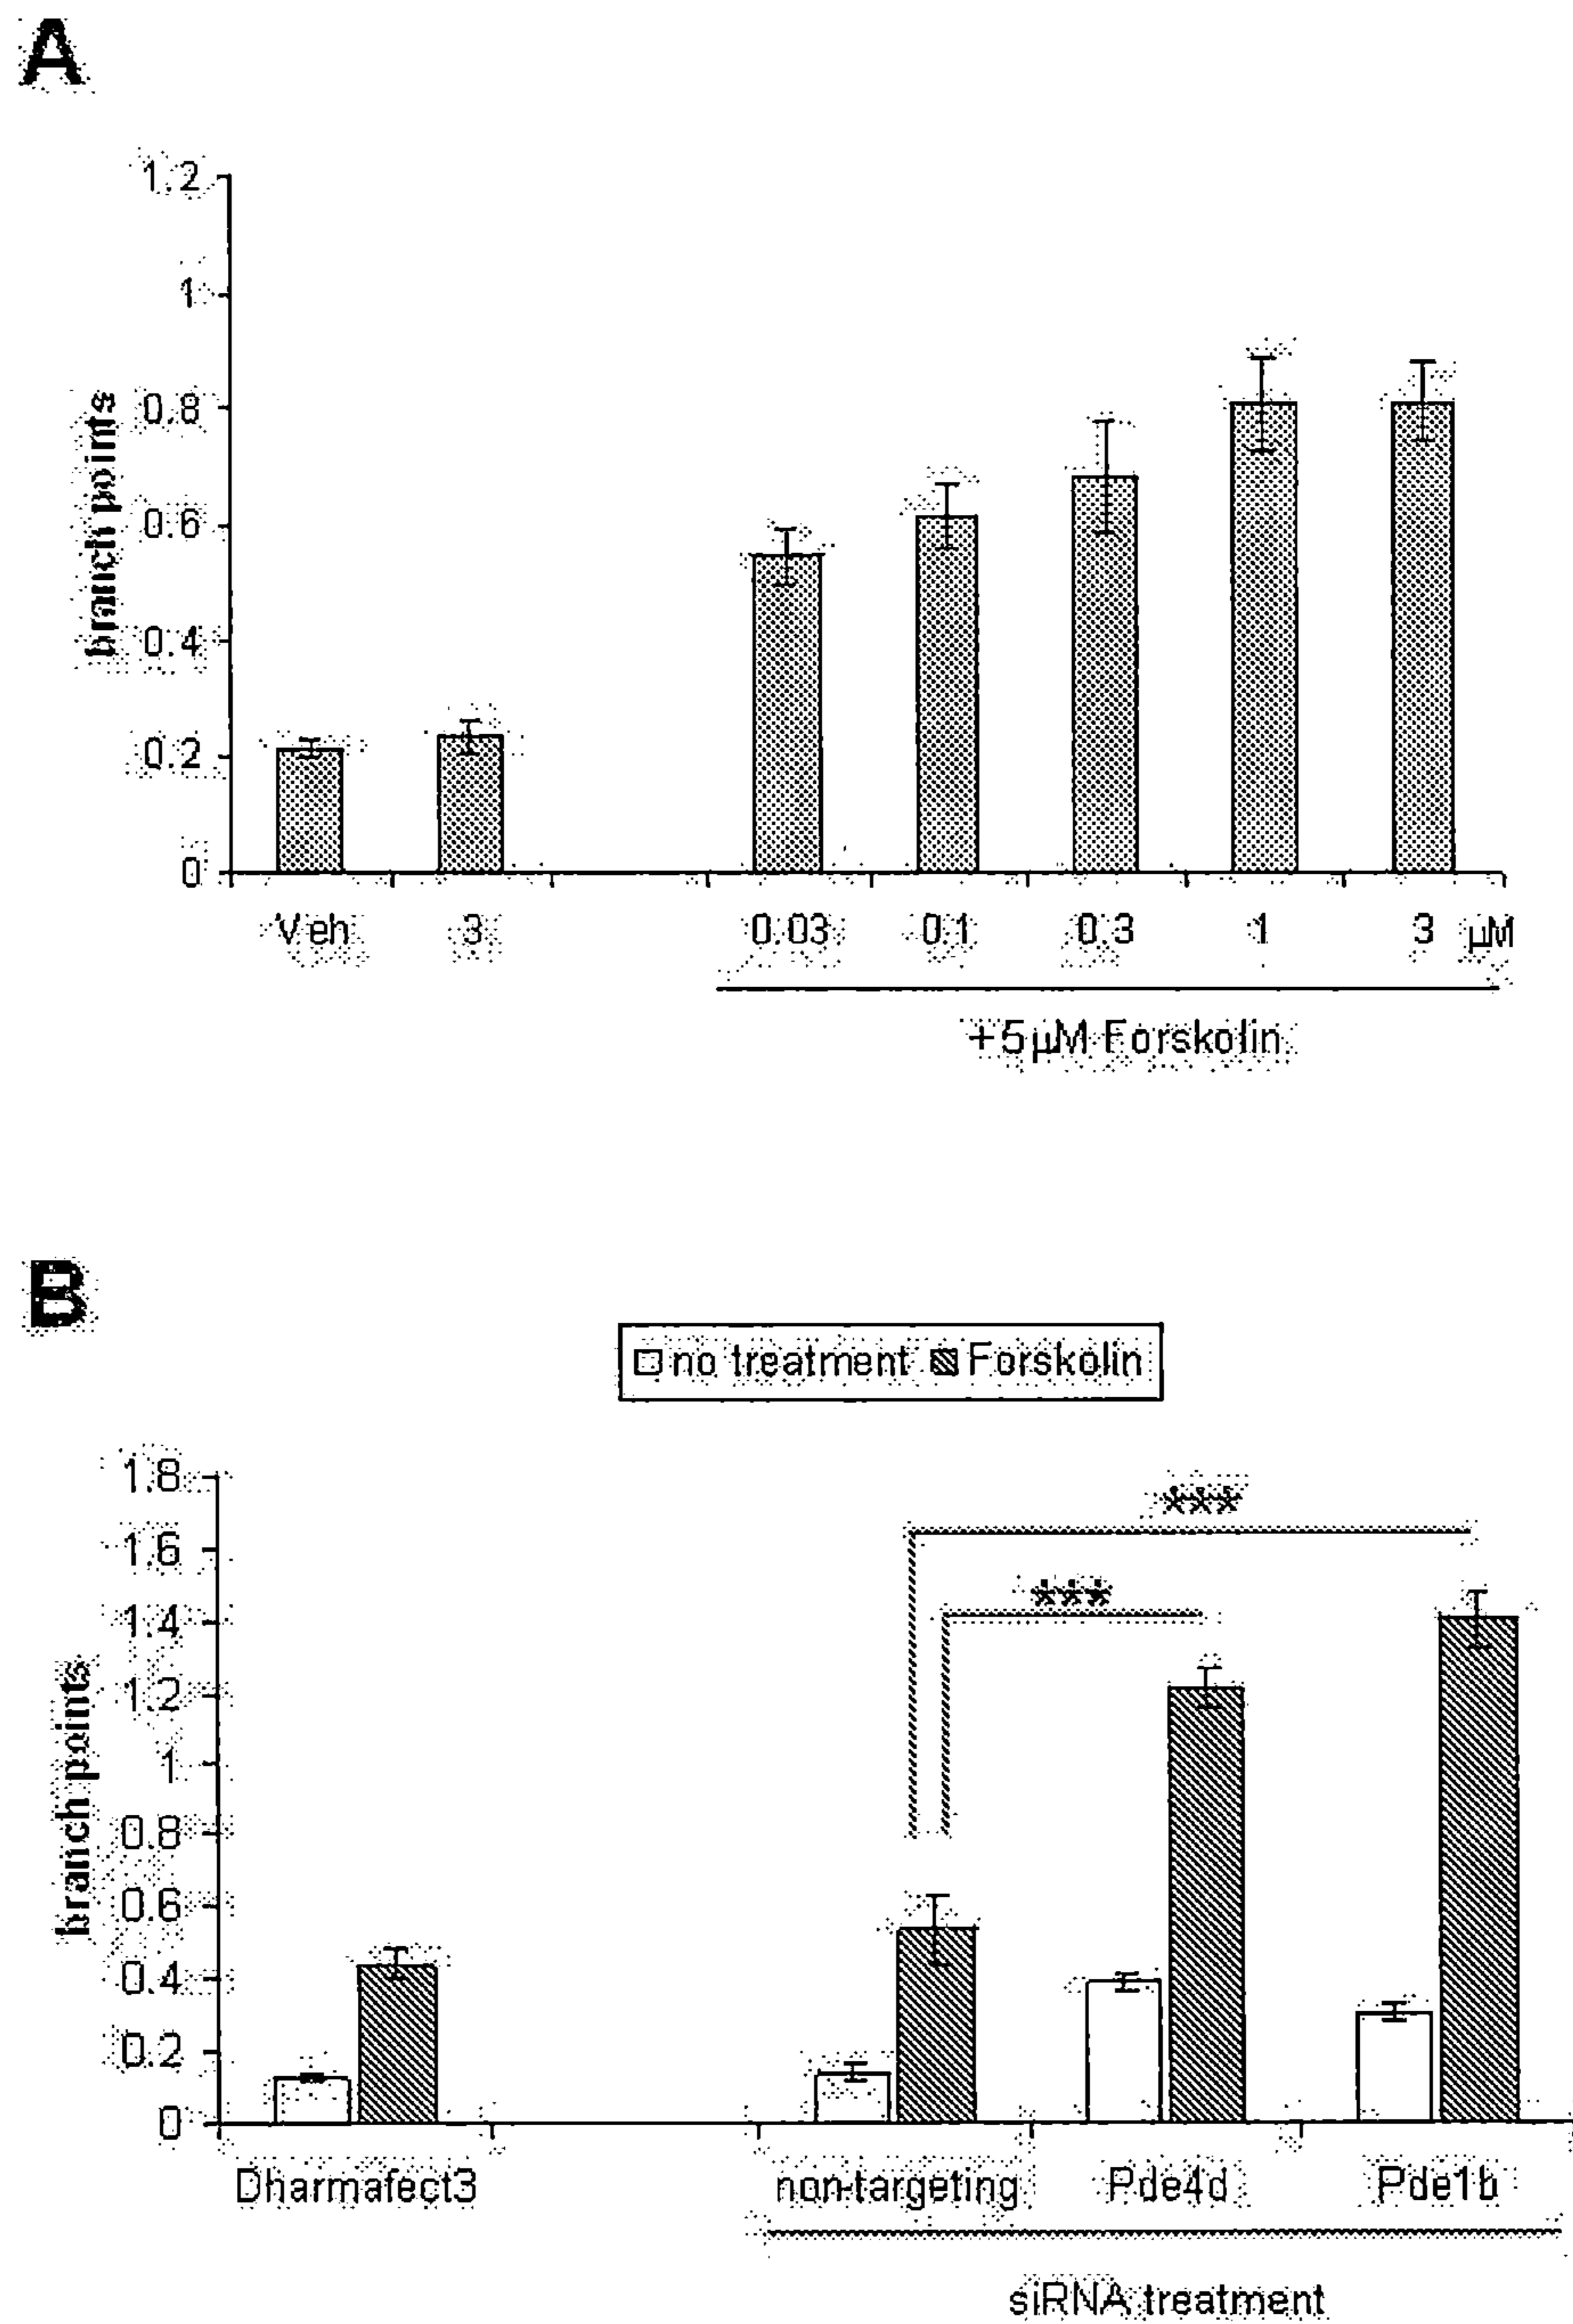 A
1.2
1
0.8
0.6
0.4
0.2
0
branch points
Veh 3 0.03 0.1 0.3 1 3 µM
+5µM Forskolin
B
no treatment Forskolin
1.8
1.6
1.4
1.2
1
0.8
0.6
0.4
0.2
0
branch points
***
***
Dharmafect3 non-targeting Pde4d Pde1b
siRNA treatment